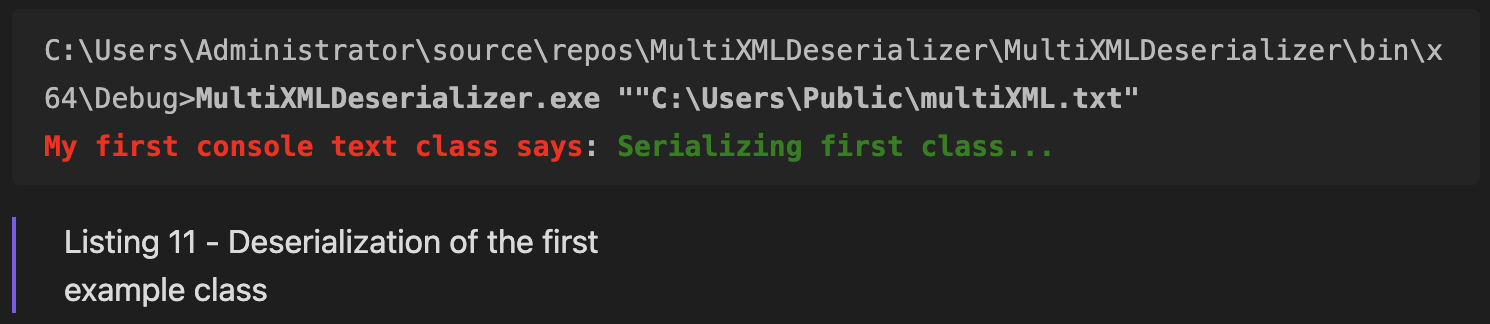 C:\Users\Administrator\source\repos\MultiXMLDeserializer\MultiXMLDeserializer\bin\x
64\Debug>MultiXMLDeserializer.exe ""C:\Users\Public\multiXML.txt"
My first console text class says: Serializing first class...
Listing 11 - Deserialization of the first
example class